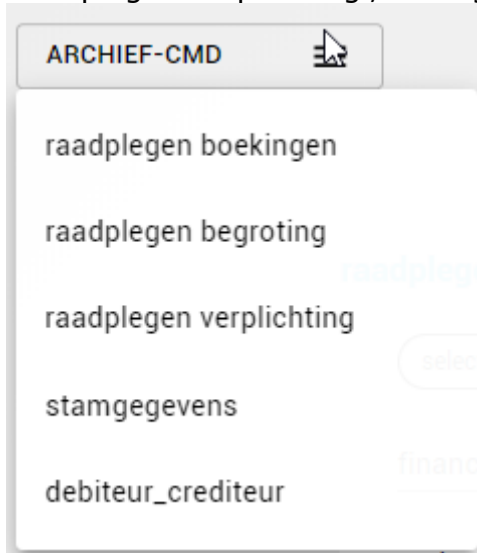 ARCHIEF-CMD
raadplegen boekingen
raadplegen begroting
raadplegen verplichting
stamgegevens
debiteur_crediteur